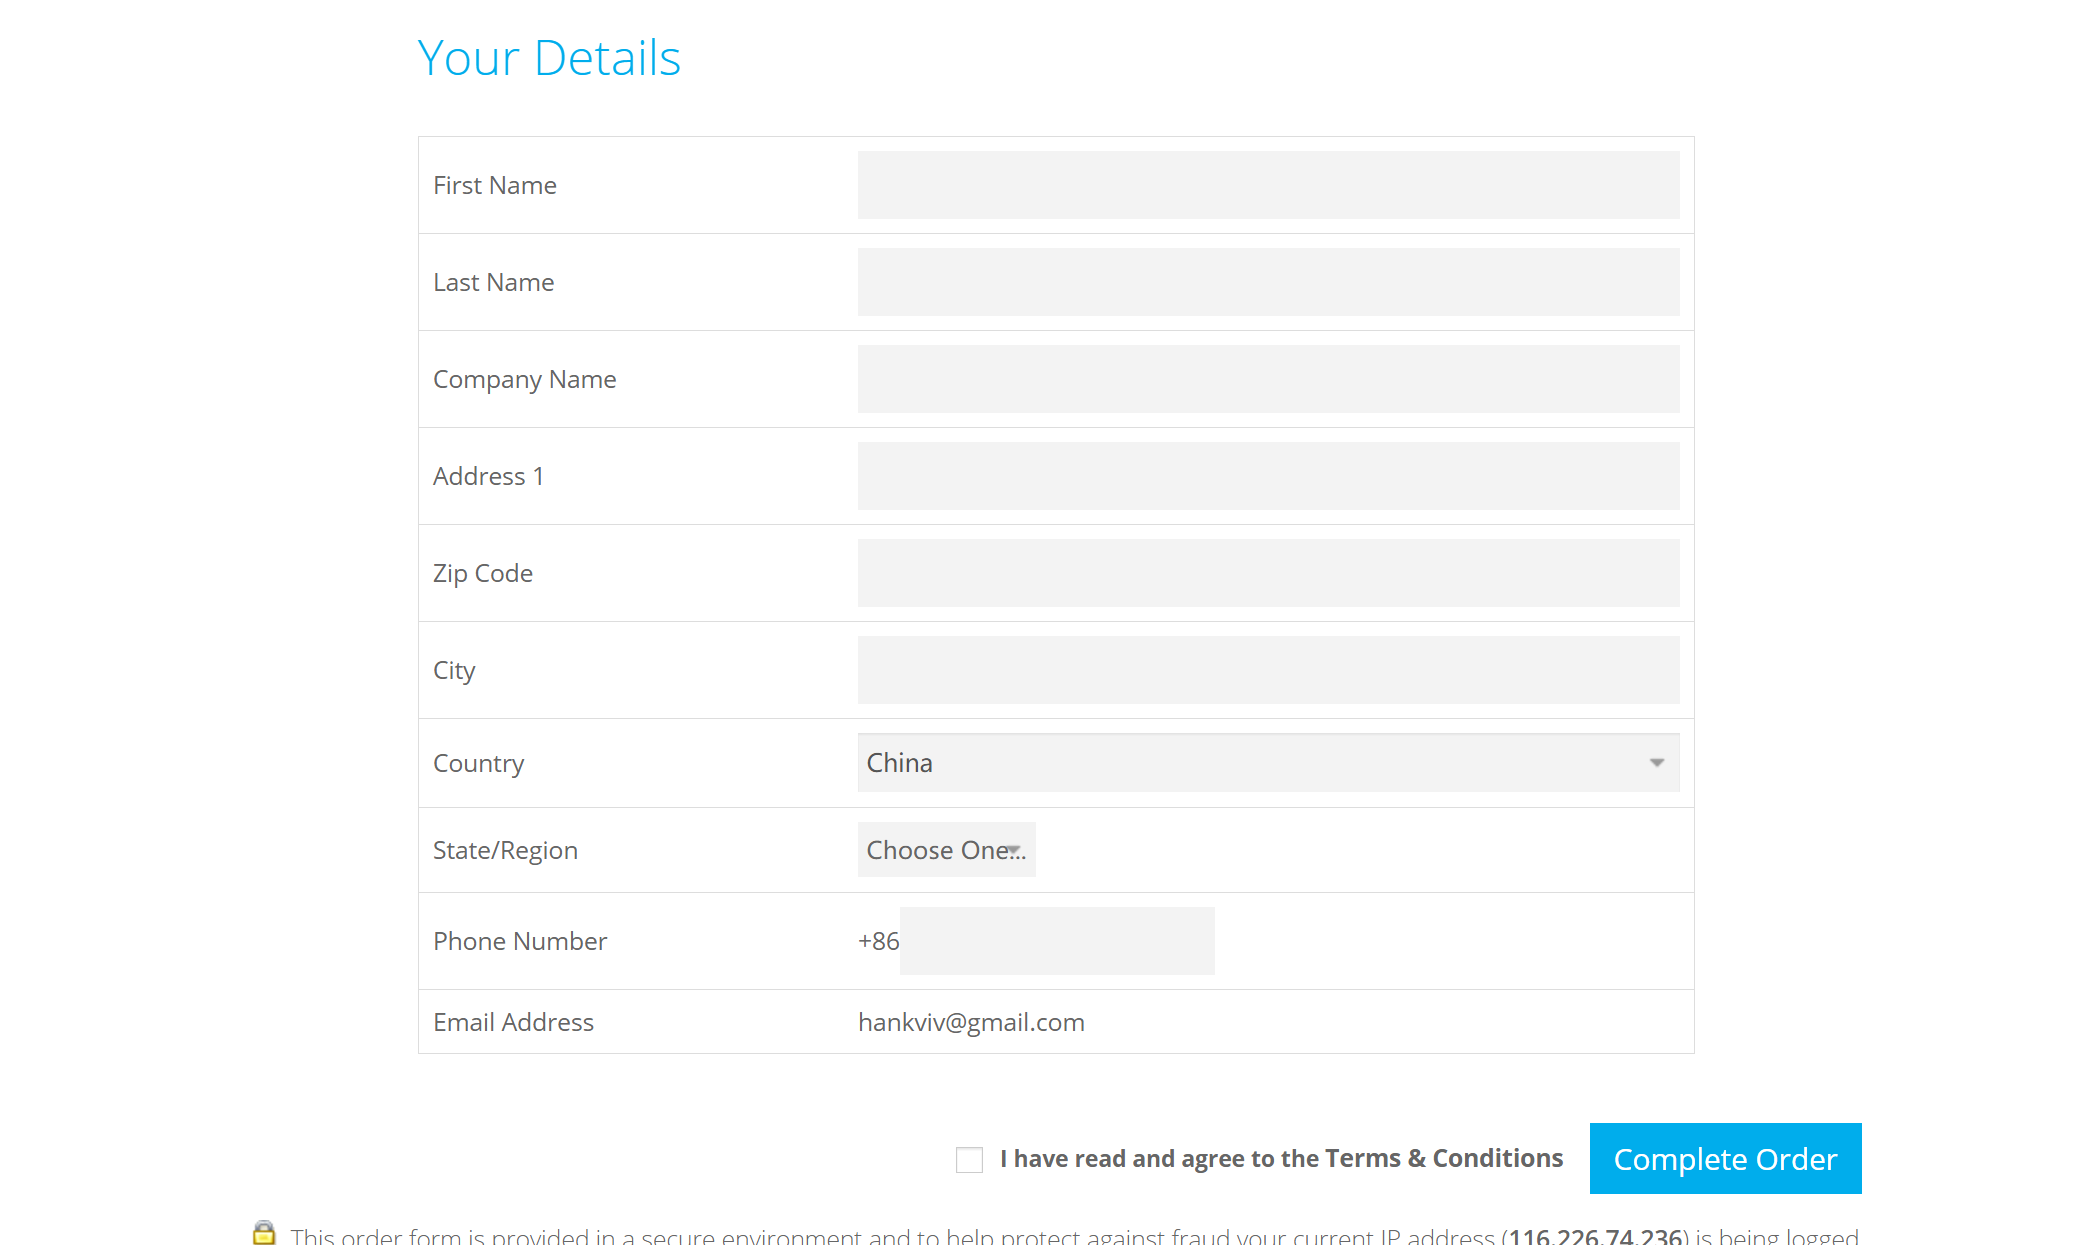 Your Details
First Name
Last Name
Company Name
Address 1
Zip Code
City
Country China
State/Region Choose One...
Phone Number +86
Email Address hankviv@gmail.com
I have read and agree to the Terms & Conditions Complete Order
This order form is provided in a secure environment and to help protect against fraud your current IP address (116.226.74.236) is being logged